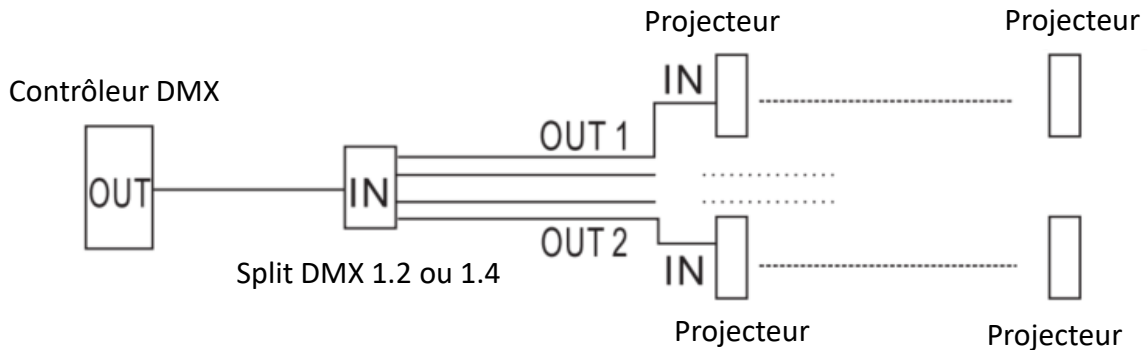 Projecteur
Projecteur
Contrôleur DMX
IN
OUT 1
OUT
IN
OUT 2
IN
Split DMX 1.2 ou 1.4
Projecteur
Projecteur